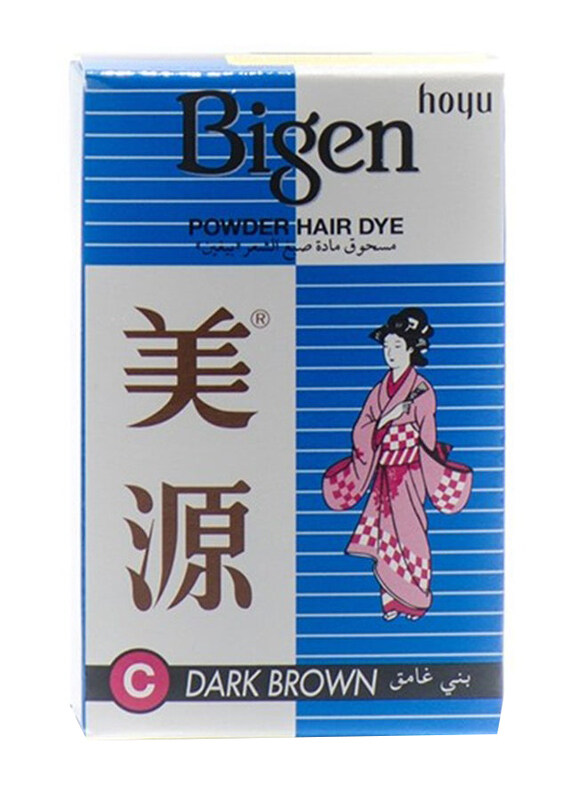 hoyu
Bigen
POWDER HAIR DYE
مسحوق مادة صبغ الشعر «بيغين»
美®
源
C DARK BROWN بني غامق